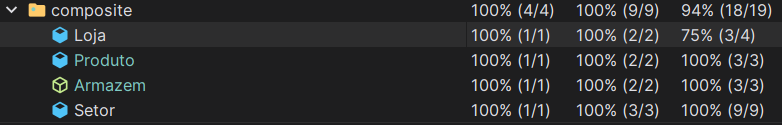 composite 100% (4/4) 100% (9/9) 94% (18/19)
Loja 100% (1/1) 100% (2/2) 75% (3/4)
Produto 100% (1/1) 100% (2/2) 100% (3/3)
Armazem 100% (1/1) 100% (2/2) 100% (3/3)
Setor 100% (1/1) 100% (3/3) 100% (9/9)